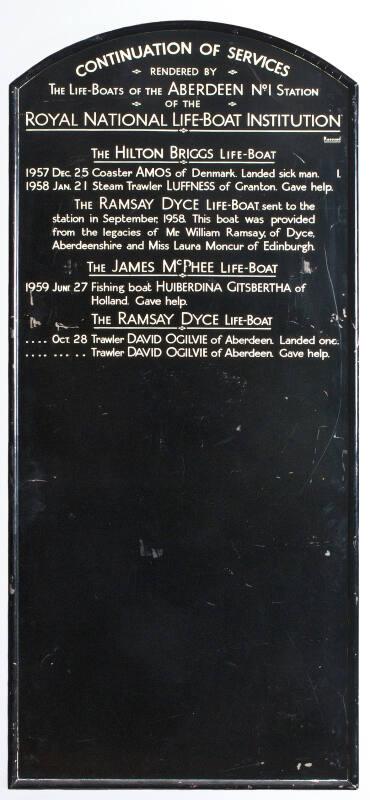 CONTINUATION OF SERVICES
RENDERED BY
THE LIFE-BOATS OF THE ABERDEEN No1 STATION
OF THE
ROYAL NATIONAL LIFE-BOAT INSTITUTION
THE HILTON BRIGGS LIFE-BOAT
1957 DEC. 25 Coaster AMOS of Denmark. Landed sick man. 1.
1958 JAN. 21 Steam Trawler LUFFNESS of Granton. Gave help.
The RAMSAY DYCE LIFE-BOAT, sent to the
station in September, 1958. This boat was provided
from the legacies of Mr William Ramsay, of Dyce,
Aberdeenshire and Miss Laura Moncur of Edinburgh.
THE JAMES McPHEE LIFE-BOAT
1959 JUNE 27 Fishing boat HUIBERDINA GITSBERTHA of
Holland. Gave help.
THE RAMSAY DYCE LIFE-BOAT
.... OCT. 28 Trawler DAVID OGILVIE of Aberdeen. Landed one.
.... ... .. Trawler DAVID OGILVIE of Aberdeen. Gave help.